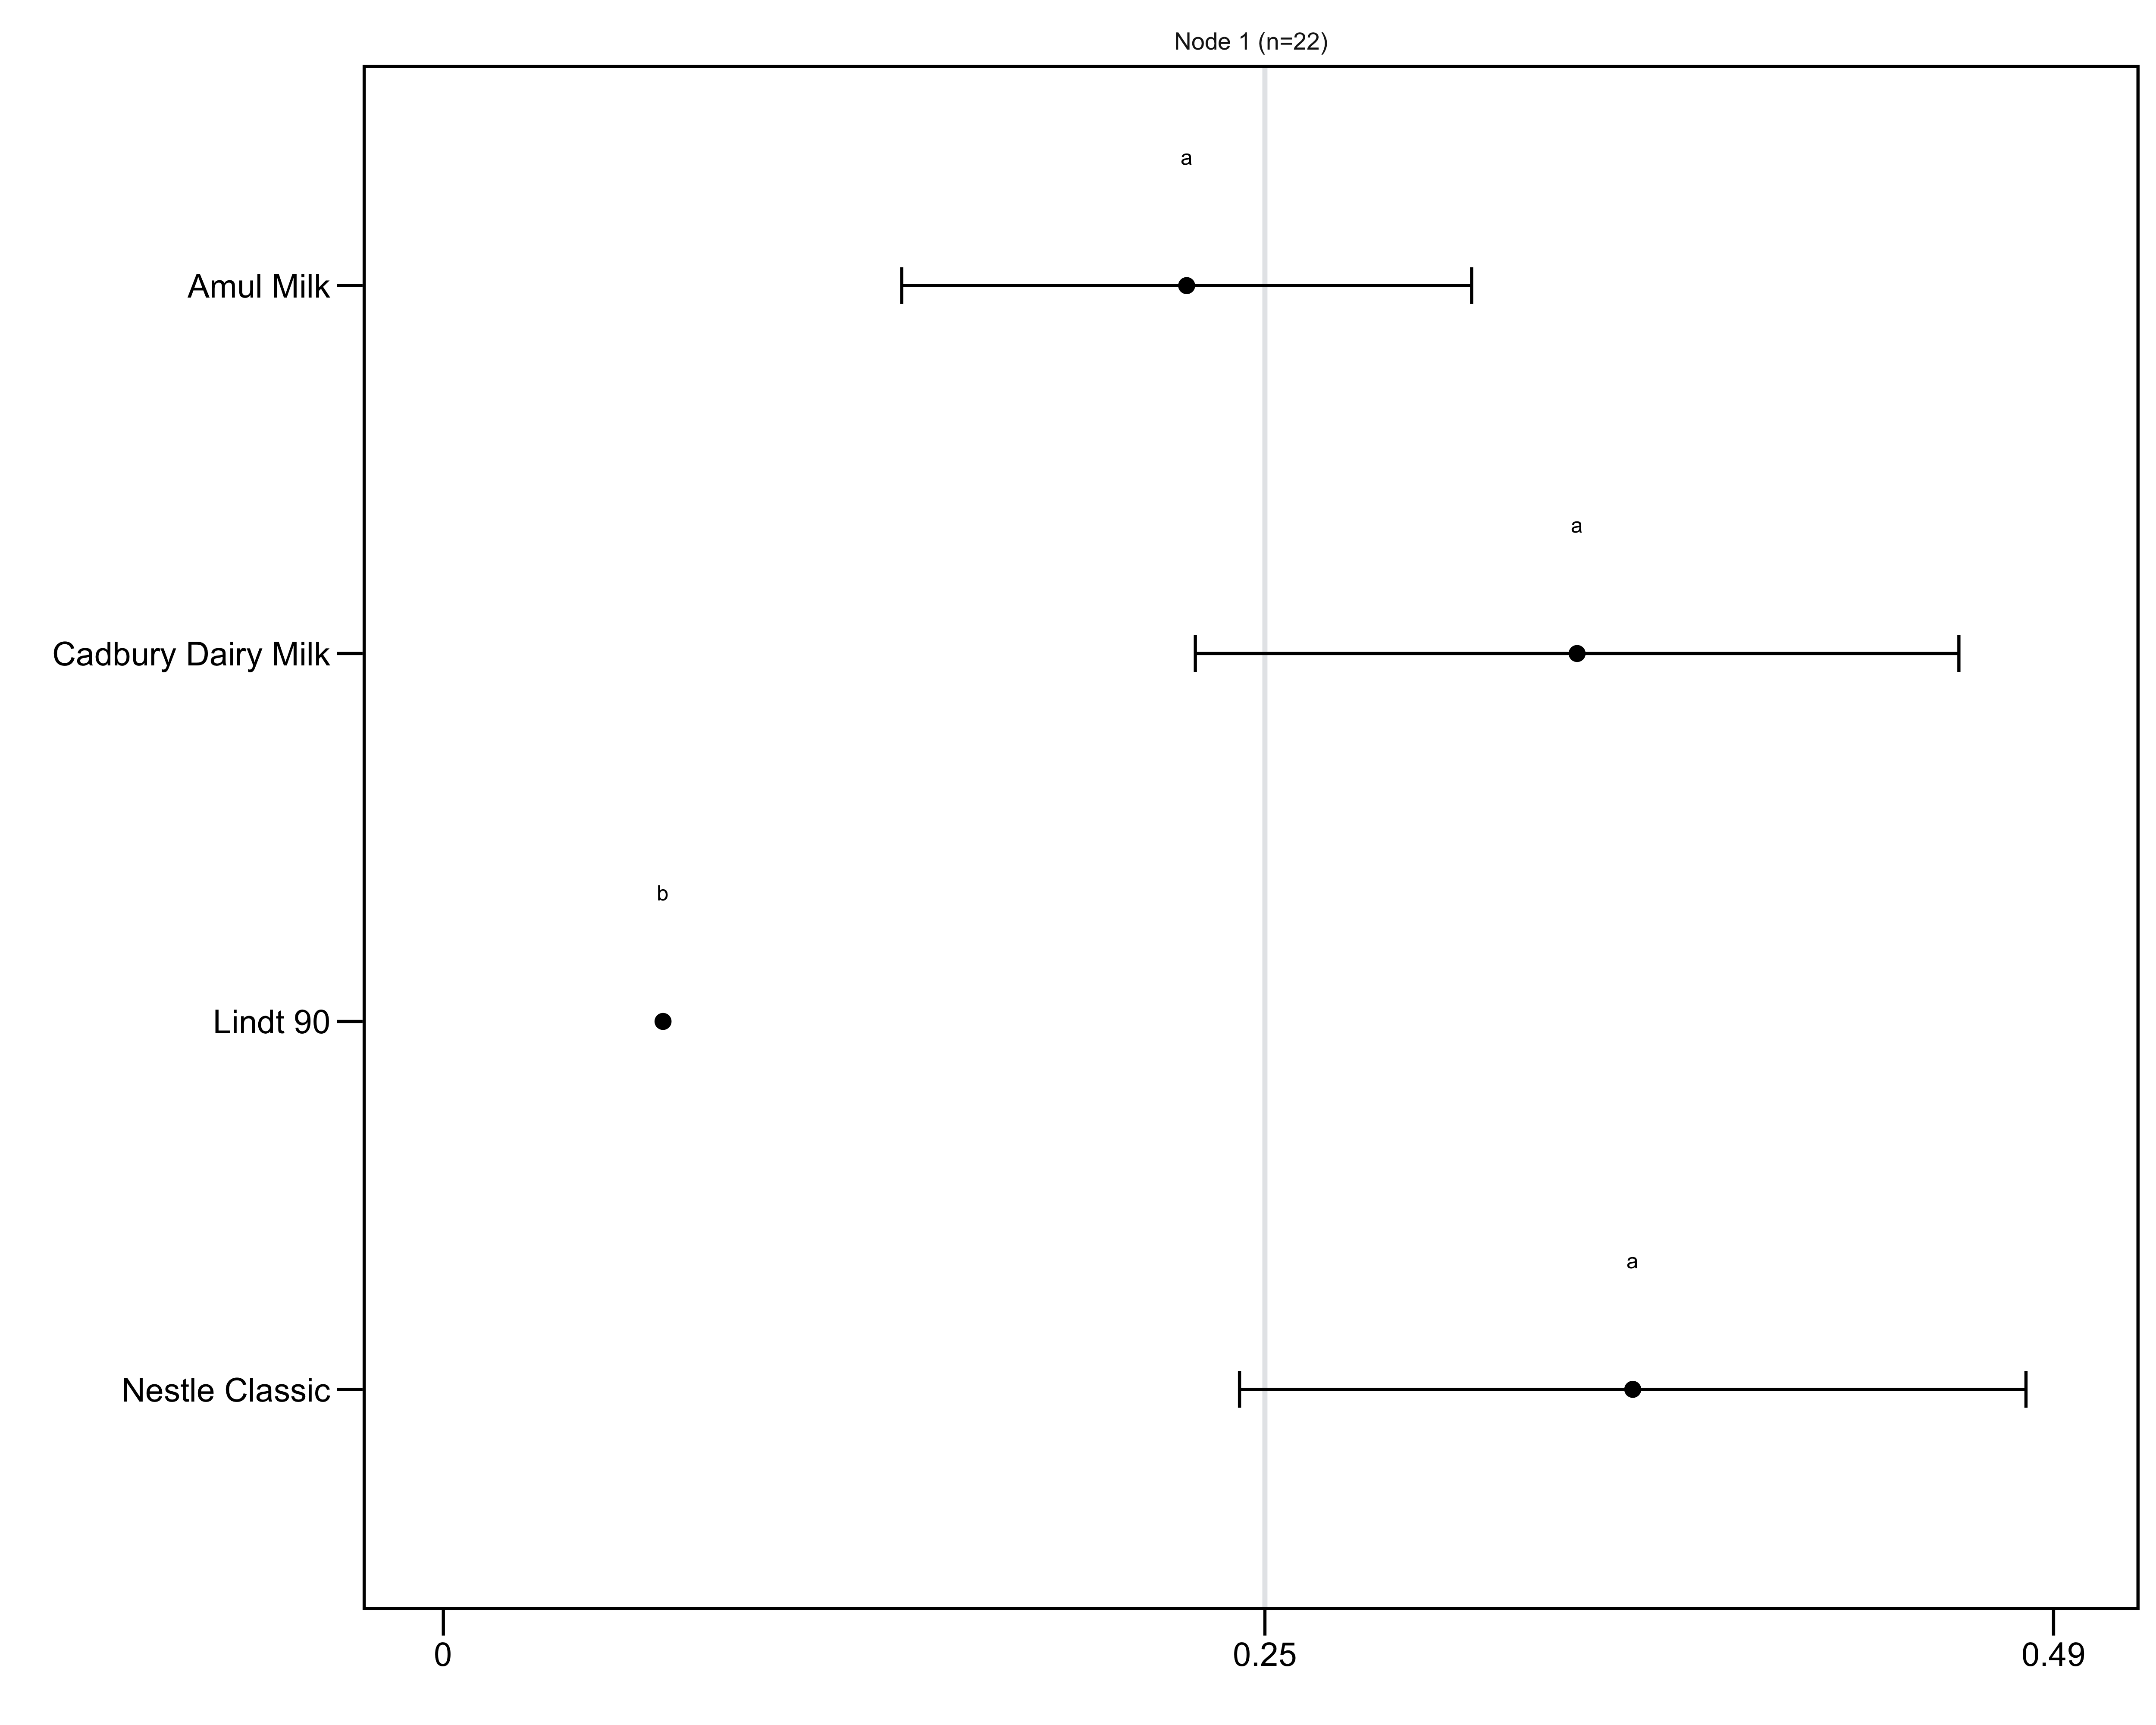 Node 1 (n=22)
a
Amul Milk
a
Cadbury Dairy Milk
b
Lindt 90
a
Nestle Classic
0 0.25 0.49